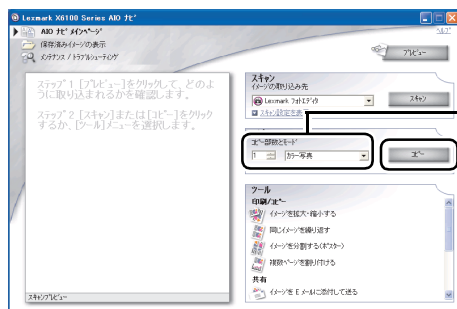 Lexmark X6100 Series AIO ﾅﾋﾞ
AIO ﾅﾋﾞ ﾒｲﾝﾍﾟｰｼﾞ
保存済みｲﾒｰｼﾞの表示
ﾒﾝﾃﾅﾝｽ / ﾄﾗﾌﾞﾙｼｭｰﾃｨﾝｸﾞ
ﾍﾙﾌﾟ
ﾌﾟﾚﾋﾞｭｰ
ｽﾃｯﾌﾟ 1 [ﾌﾟﾚﾋﾞｭｰ]をｸﾘｯｸして、どのよ
うに取り込まれるかを確認します。
ｽﾃｯﾌﾟ 2 [ｽｷｬﾝ]または[ｺﾋﾟｰ]をｸﾘｯｸ
するか、[ﾂｰﾙ]ﾒﾆｭｰを選択します。
ｽｷｬﾝﾌﾟﾚﾋﾞｭｰ
ｽｷｬﾝ
ｲﾒｰｼﾞの取り込み先
Lexmark ﾌｫﾄｴﾃﾞｨﾀ
ｽｷｬﾝ
ｽｷｬﾝ設定を表
ｺﾋﾟｰ部数とﾓｰﾄﾞ
1
ｶﾗｰ写真
ｺﾋﾟｰ
ﾂｰﾙ
印刷/ｺﾋﾟｰ
ｲﾒｰｼﾞを拡大・縮小する
同じｲﾒｰｼﾞを繰り返す
ｲﾒｰｼﾞを分割する(ﾎﾟｽﾀｰ)
複数ﾍﾟｰｼﾞを割り付ける
共有
ｲﾒｰｼﾞを E ﾒｰﾙに添付して送る